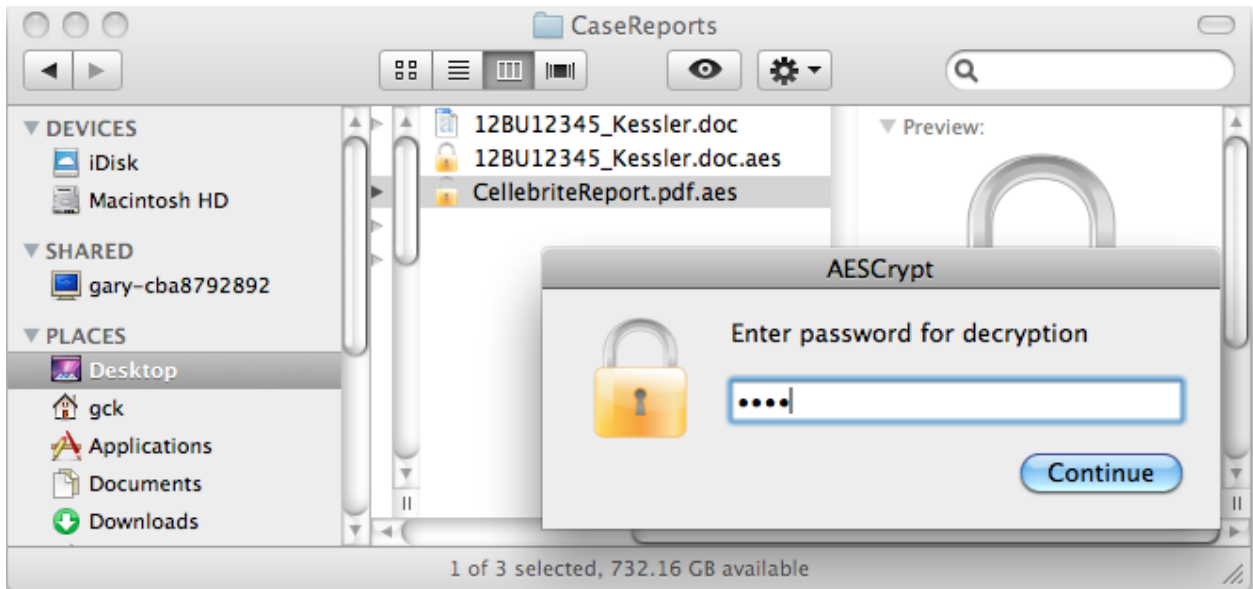 CaseReports
DEVICES
iDisk
Macintosh HD
SHARED
gary-cba8792892
PLACES
Desktop
gck
Applications
Documents
Downloads
12BU12345_Kessler.doc
12BU12345_Kessler.doc.aes
CellebriteReport.pdf.aes
Preview:
AESCrypt
Enter password for decryption
••••
Continue
1 of 3 selected, 732.16 GB available